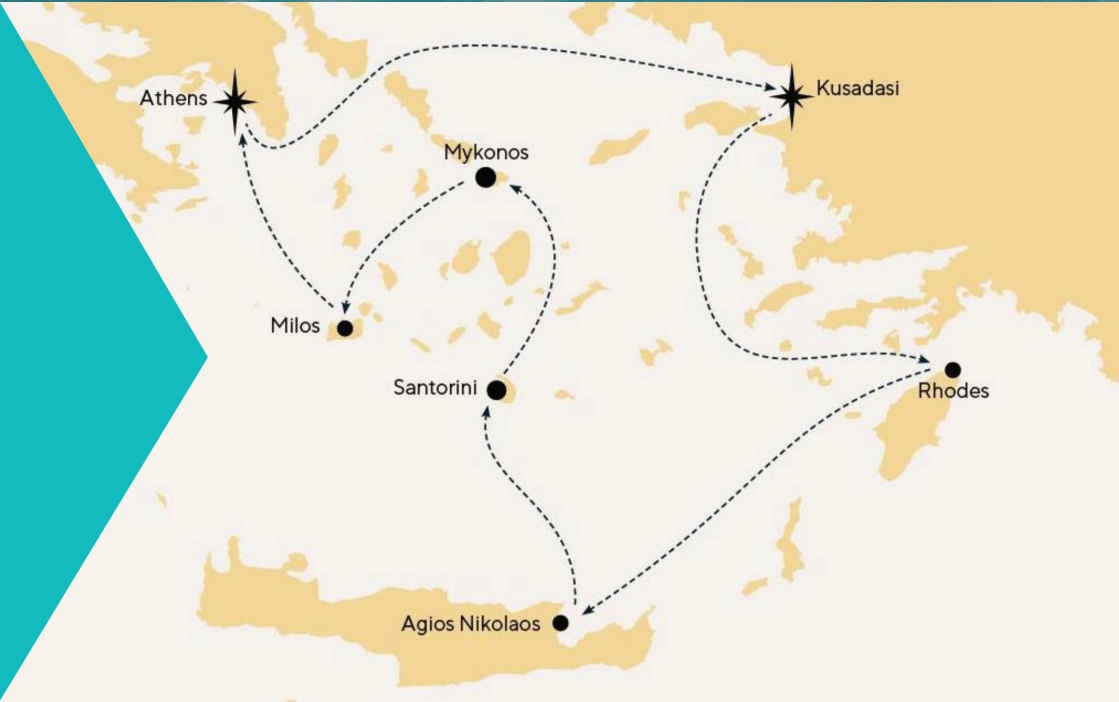 Athens
Kusadasi
Mykonos
Milos
Santorini
Rhodes
Agios Nikolaos